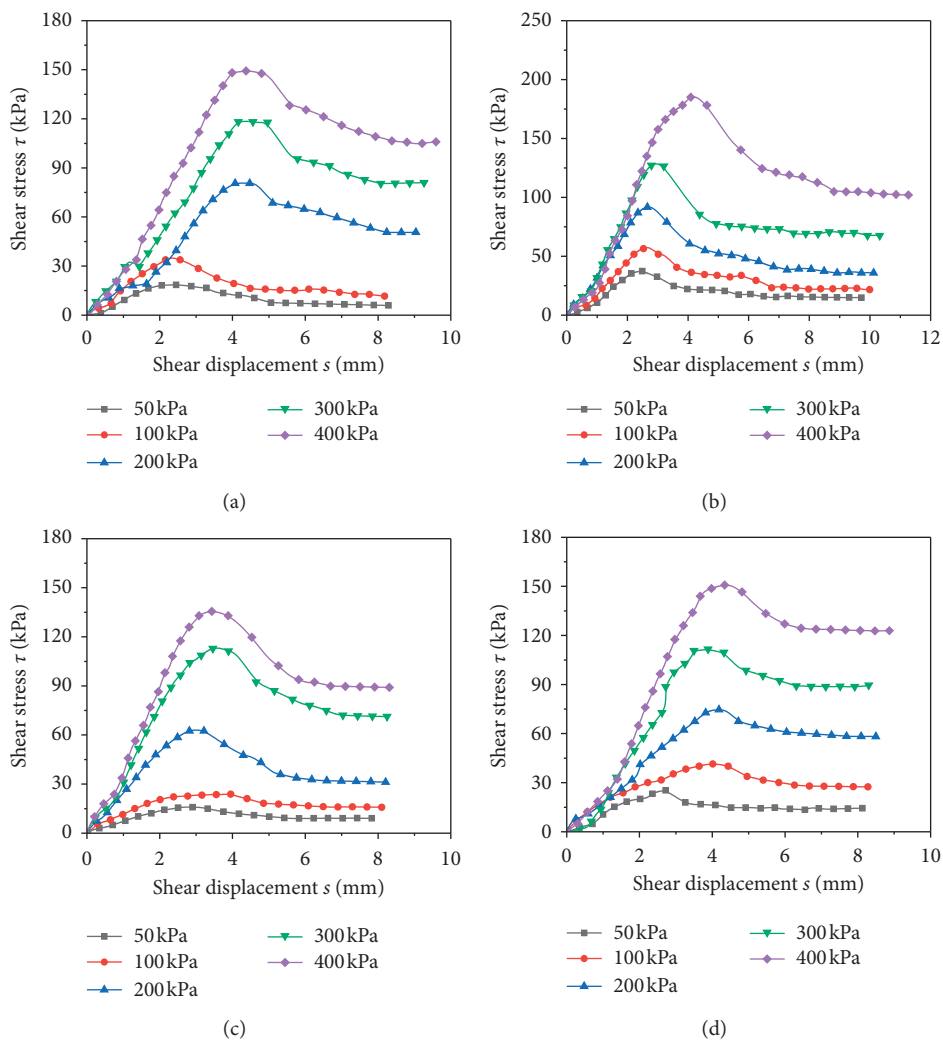 180
150
120
90
60
30
0
Shear stress τ (kPa)
0 2 4 6 8 10
Shear displacement s (mm)
50 kPa 300 kPa
100 kPa 400 kPa
200 kPa
(a)
250
200
150
100
50
0
Shear stress τ (kPa)
0 2 4 6 8 10 12
Shear displacement s (mm)
50 kPa 300 kPa
100 kPa 400 kPa
200 kPa
(b)
180
150
120
90
60
30
0
Shear stress τ (kPa)
0 2 4 6 8 10
Shear displacement s (mm)
50 kPa 300 kPa
100 kPa 400 kPa
200 kPa
(c)
180
150
120
90
60
30
0
Shear stress τ (kPa)
0 2 4 6 8 10
Shear displacement s (mm)
50 kPa 300 kPa
100 kPa 400 kPa
200 kPa
(d)